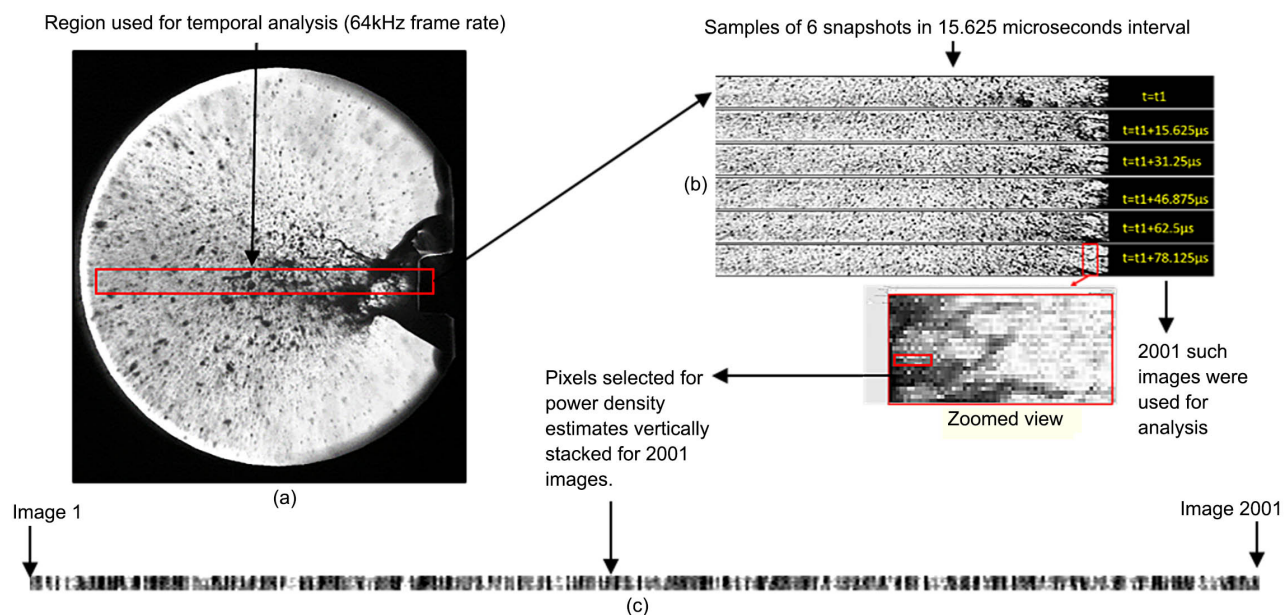 Region used for temporal analysis (64kHz frame rate)
Samples of 6 snapshots in 15.625 microseconds interval
t=t1
t=t1+15.625µs
t=t1+31.25µs
(b)
t=t1+46.875µs
t=t1+62.5µs
t=t1+78.125µs
2001 such
images were
used for
analysis
Zoomed view
Pixels selected for
power density
estimates vertically
stacked for 2001
images.
(a)
Image 1
Image 2001
(c)